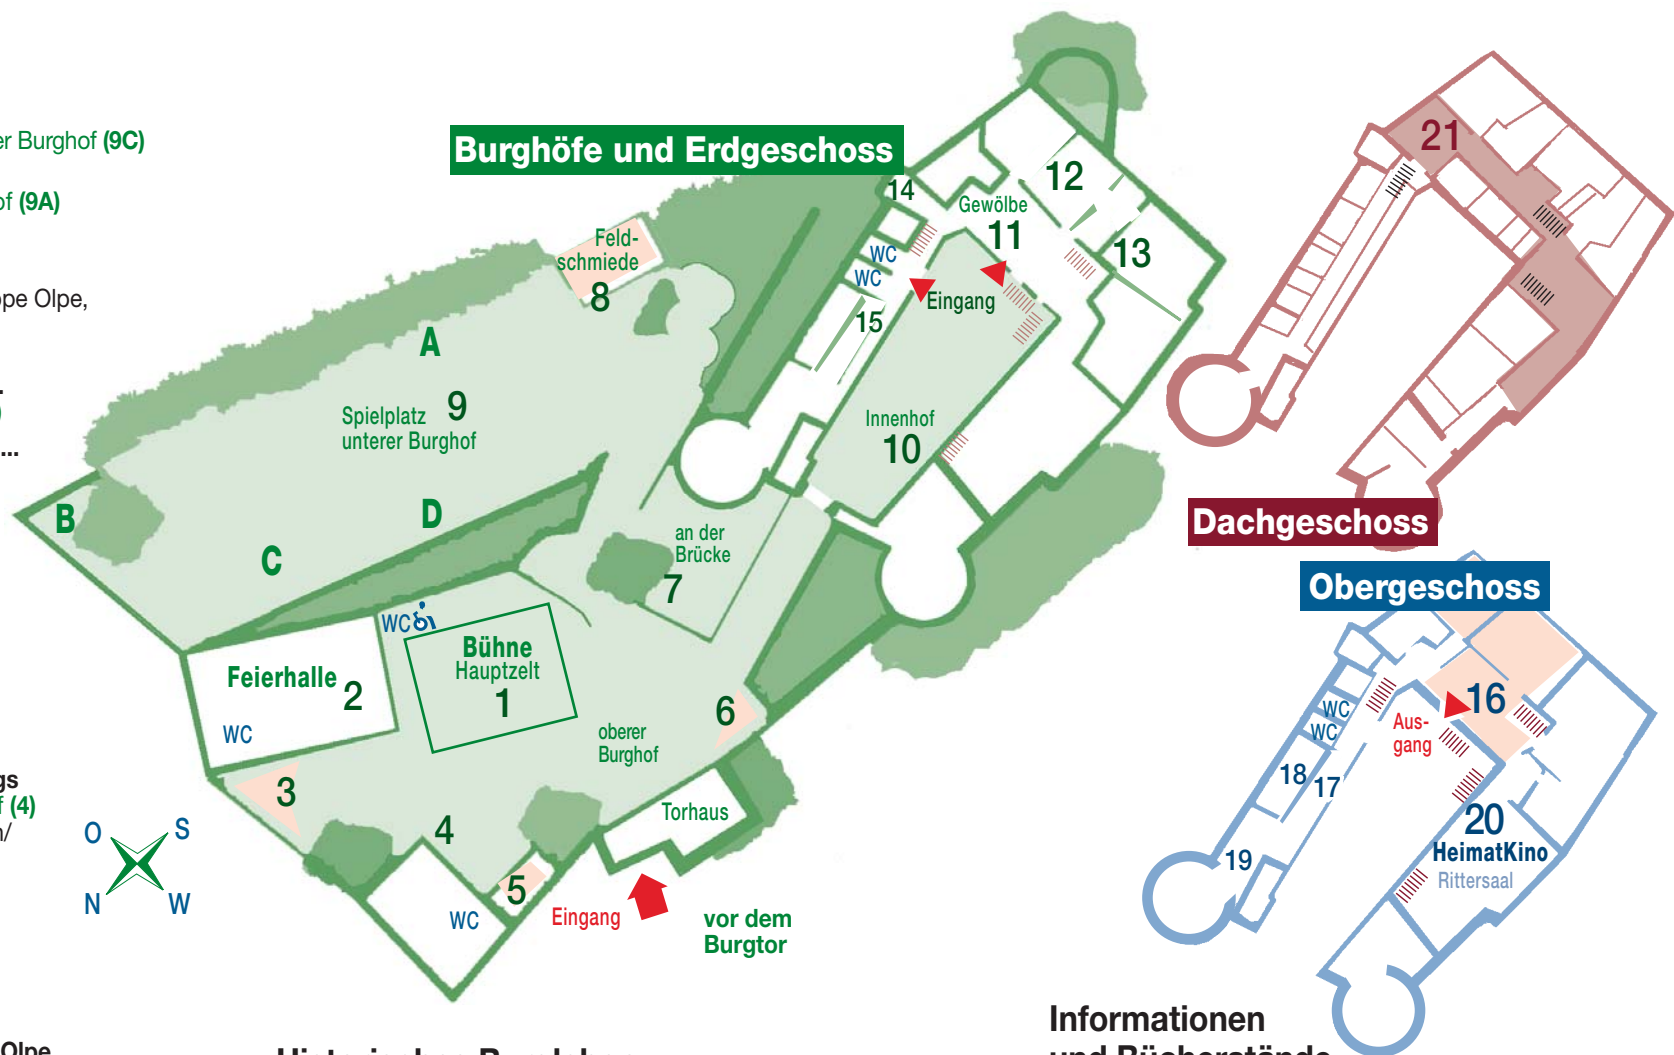 er Burghof (9C)
of (9A)
ppe Olpe,
...
gs
f (4)
n/
Olpe
Burghöfe und Erdgeschoss
14
12
Gewölbe
11
13
WC
WC
Eingang
15
Feld-
schmiede
8
A
Spielplatz 9
unterer Burghof
Innenhof
10
B
C
D
an der
Brücke
7
WC
Bühne
Hauptzelt
1
Feierhalle 2
WC
6
oberer
Burghof
3
4
Torhaus
5
WC
Eingang
vor dem
Burgtor
O
S
N
W
21
Dachgeschoss
Obergeschoss
16
WC
WC
Aus-
gang
18
17
20
HeimatKino
Rittersaal
19
Informationen
und Bücherstände